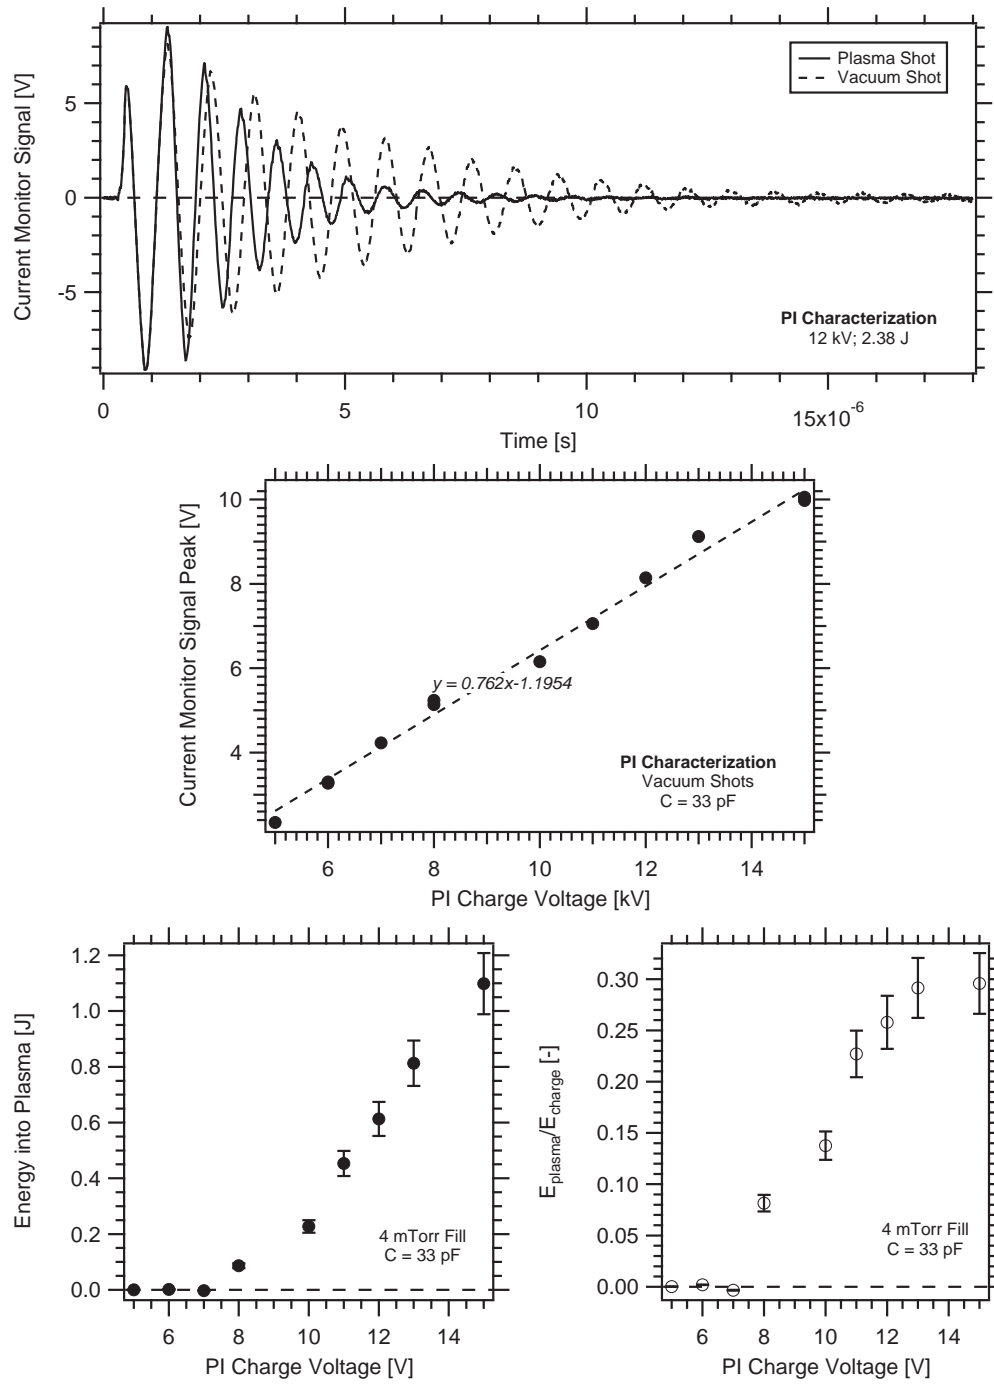 Current Monitor Signal [V]
5
0
-5
Plasma Shot
Vacuum Shot
PI Characterization
12 kV; 2.38 J
0
5
10
15x10-6
Time [s]
Current Monitor Signal Peak [V]
10
8
6
4
y = 0.762x-1.1954
PI Characterization
Vacuum Shots
C = 33 pF
6
8
10
12
14
PI Charge Voltage [kV]
Energy into Plasma [J]
1.2
1.0
0.8
0.6
0.4
0.2
0.0
4 mTorr Fill
C = 33 pF
6
8
10
12
14
PI Charge Voltage [V]
Eplasma/Echarge [-]
0.30
0.25
0.20
0.15
0.10
0.05
0.00
4 mTorr Fill
C = 33 pF
6
8
10
12
14
PI Charge Voltage [V]